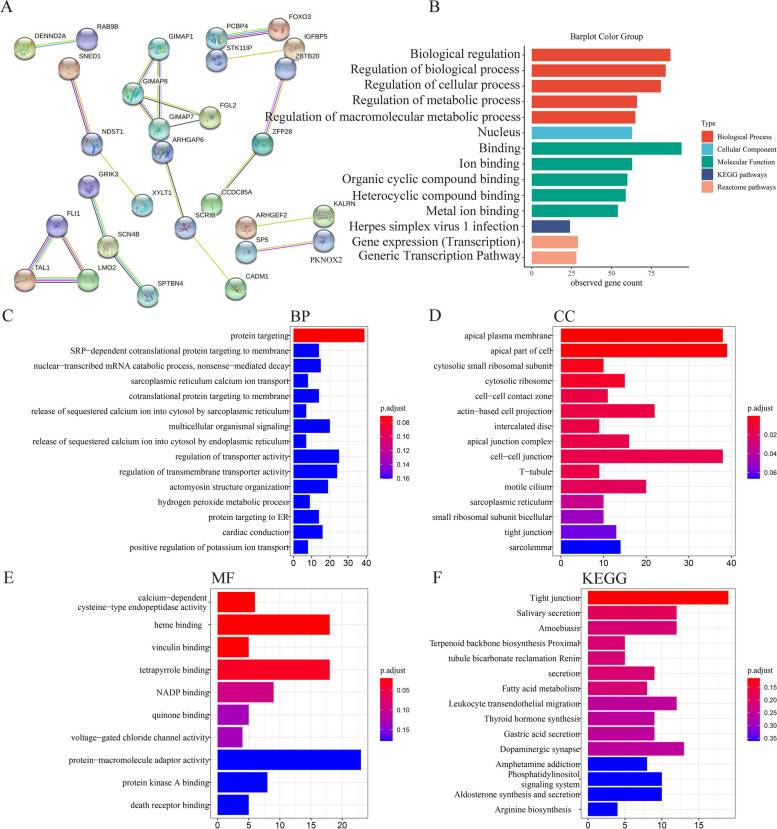 A
DENND2A
RAB9B
SNED1
NDST1
XYLT1
GIMAP1
GIMAP8
GIMAP7
FGL2
ARHGAP6
PCBP4
FOXO3
STK11IP
IGFBP5
ZBTB20
ZFP28
CCDC85A
GRIK3
SCN4B
SPTBN4
FLI1
TAL1
LMO2
SCRIB
CADM1
ARHGEF2
KALRN
SP5
PKNOX2
B
Barplot Color Group
Biological regulation
Regulation of biological process
Regulation of cellular process
Regulation of metabolic process
Regulation of macromolecular metabolic process
Nucleus
Binding
Ion binding
Organic cyclic compound binding
Heterocyclic compound binding
Metal ion binding
Herpes simplex virus 1 infection
Gene expression (Transcription)
Generic Transcription Pathway
0 25 50 75
observed gene count
Type
Biological Process
Cellular Component
Molecular Function
KEGG pathways
Reactome pathways
C
BP
protein targeting
SRP-dependent cotranslational protein targeting to membrane
nuclear-transcribed mRNA catabolic process, nonsense-mediated decay
sarcoplasmic reticulum calcium ion transport
cotranslational protein targeting to membrane
release of sequestered calcium ion into cytosol by sarcoplasmic reticulum
multicellular organismal signaling
release of sequestered calcium ion into cytosol by endoplasmic reticulum
regulation of transporter activity
regulation of transmembrane transporter activity
actomyosin structure organization
hydrogen peroxide metabolic process
protein targeting to ER
cardiac conduction
positive regulation of potassium ion transport
0 10 20 30 40
p.adjust
0.08
0.10
0.12
0.14
0.16
D
CC
apical plasma membrane
apical part of cell
cytosolic small ribosomal subunit
cytosolic ribosome
cell-cell contact zone
actin-based cell projection
intercalated disc
apical junction complex
cell-cell junction
T-tubule
motile cilium
sarcoplasmic reticulum
small ribosomal subunit bicellular
tight junction
sarcolemma
0 10 20 30 40
p.adjust
0.02
0.04
0.06
E
MF
calcium-dependent
cysteine-type endopeptidase activity
heme binding
vinculin binding
tetrapyrrole binding
NADP binding
quinone binding
voltage-gated chloride channel activity
protein-macromolecule adaptor activity
protein kinase A binding
death receptor binding
0 5 10 15 20
p.adjust
0.05
0.10
0.15
F
KEGG
Tight junction
Salivary secretion
Amoebiasis
Terpenoid backbone biosynthesis Proximal
tubule bicarbonate reclamation Renin
secretion
Fatty acid metabolism
Leukocyte transendothelial migration
Thyroid hormone synthesis
Gastric acid secretion
Dopaminergic synapse
Amphetamine addiction
Phosphatidylinositol
signaling system
Aldosterone synthesis and secretion
Arginine biosynthesis
0 5 10 15
p.adjust
0.15
0.20
0.25
0.30
0.35